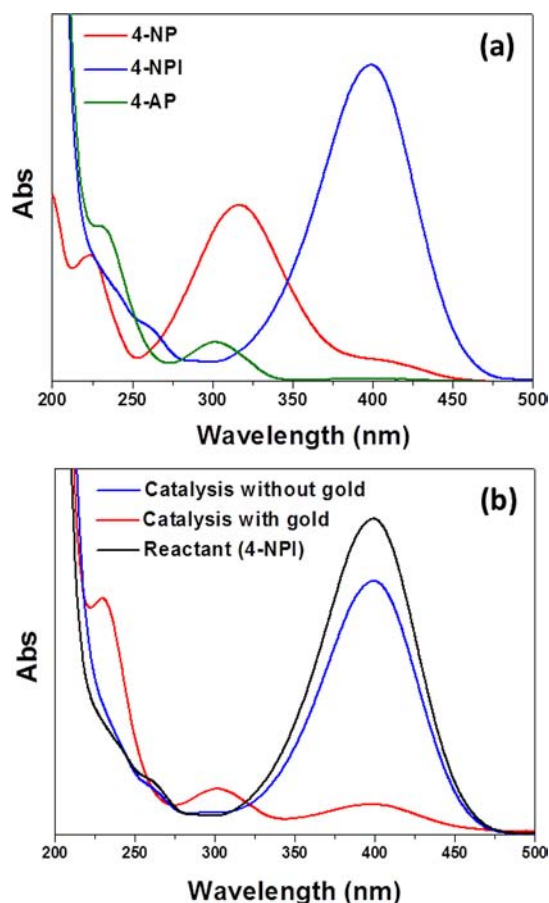 (a)
4-NP
4-NPI
4-AP
Abs
200 250 300 350 400 450 500
Wavelength (nm)
(b)
Catalysis without gold
Catalysis with gold
Reactant (4-NPI)
Abs
200 250 300 350 400 450 500
Wavelength (nm)